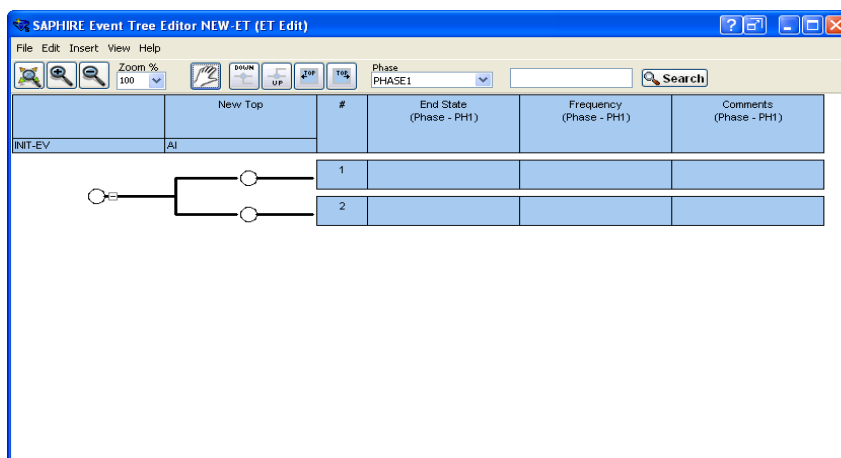 SAPHIRE Event Tree Editor NEW-ET (ET Edit)
File Edit Insert View Help
Zoom %
100
DOWN
UP
TOP
TOP
Phase
PHASE1
Search
New Top
#
End State
(Phase - PH1)
Frequency
(Phase - PH1)
Comments
(Phase - PH1)
INIT-EV
AI
1
2